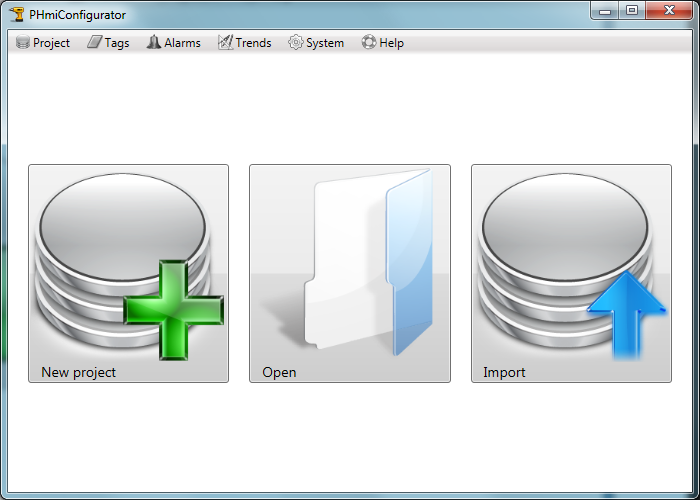 PHmiConfigurator
Project Tags Alarms Trends System Help
New project Open Import